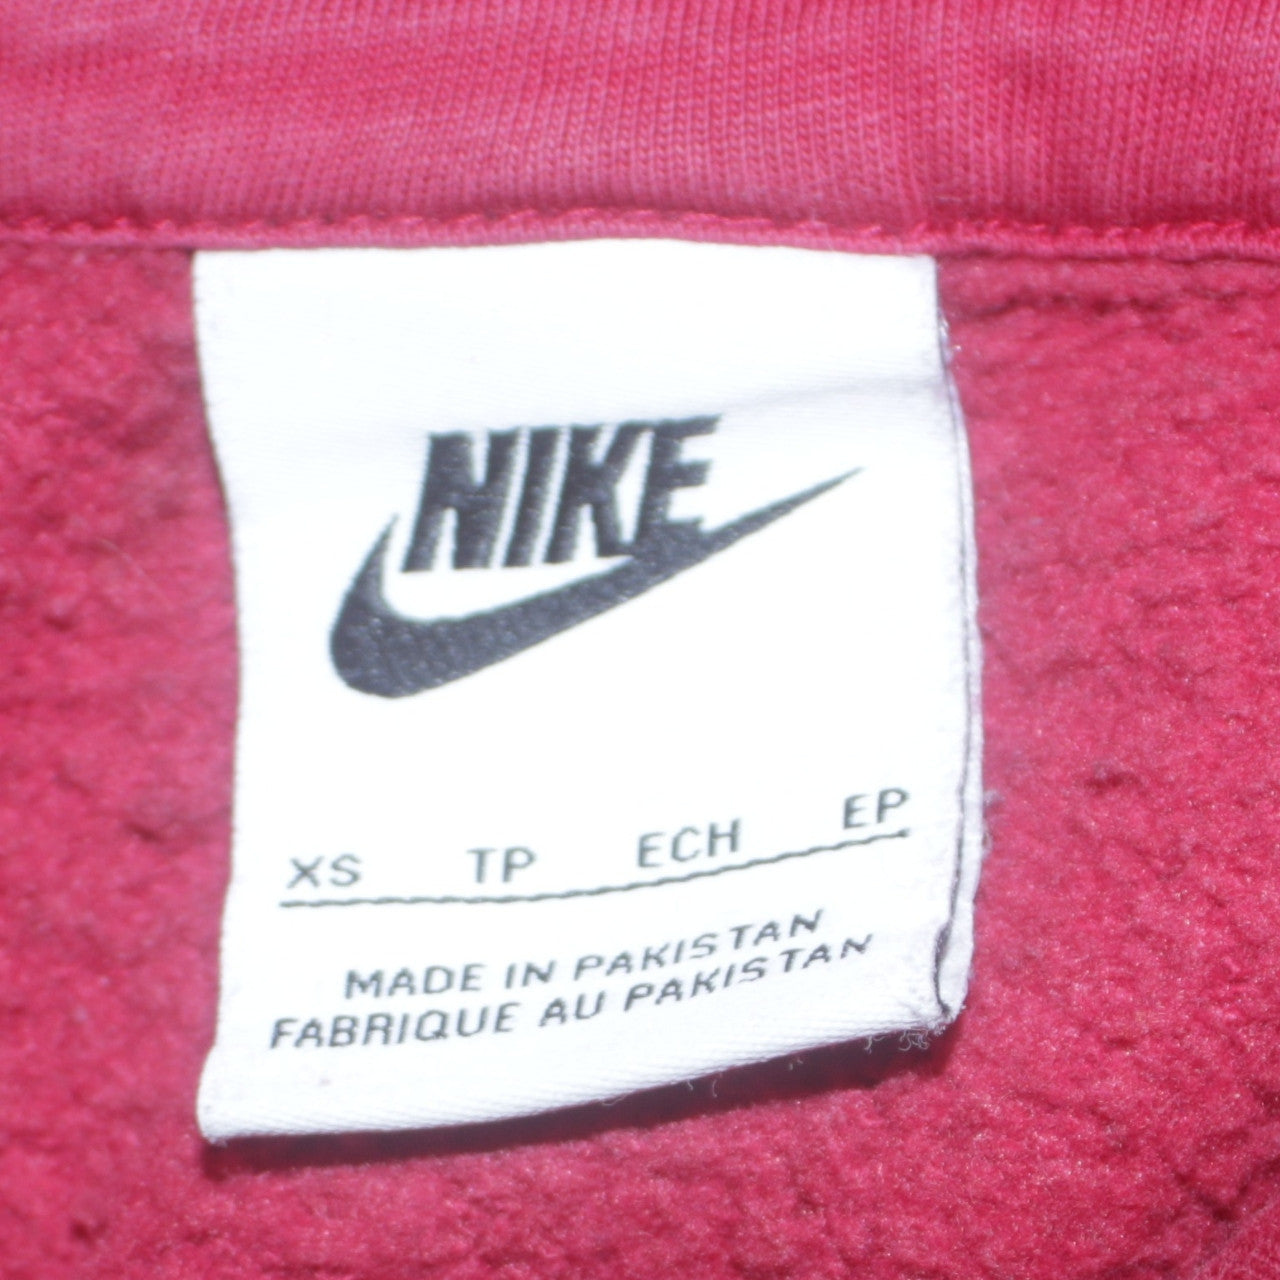 NIKE
XS TP ECH EP
MADE IN PAKISTAN
FABRIQUE AU PAKISTAN